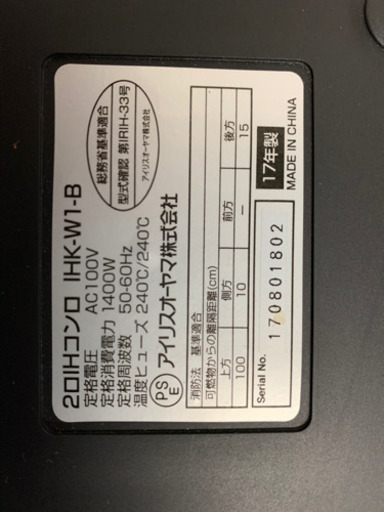 2口IHコンロ IHK-W1-B
定格電圧 AC100V
定格消費電力 1400W
定格周波数 50-60Hz
温度ヒューズ 240℃/240℃
総務省基準適合
型式確認 第IRIH-33号
アイリスオーヤマ株式会社
PS
E
アイリスオーヤマ株式会社
消防法 基準適合
可燃物からの離隔距離(cm)
上方 側方 前方 後方
100 10 － 15
17年製
MADE IN CHINA
Serial No. 170801802